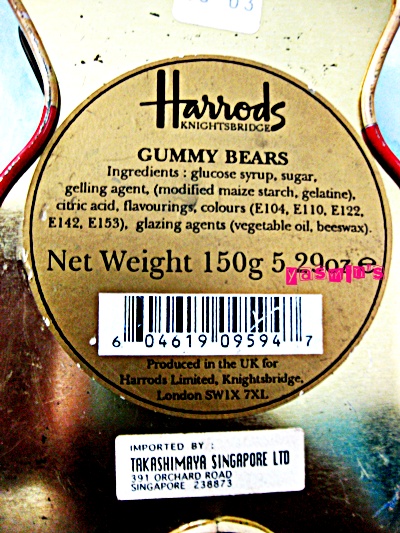 03
Harrods
KNIGHTSBRIDGE
GUMMY BEARS
Ingredients : glucose syrup, sugar,
gelling agent, (modified maize starch, gelatine),
citric acid, flavourings, colours (E104, E110, E122,
E142, E153), glazing agents (vegetable oil, beeswax).
Net Weight 150g 5.29oz e
yasmin's
6 04619 09594 7
Produced in the UK for
Harrods Limited, Knightsbridge,
London SW1X 7XL
IMPORTED BY :
TAKASHIMAYA SINGAPORE LTD
391 ORCHARD ROAD
SINGAPORE 238873